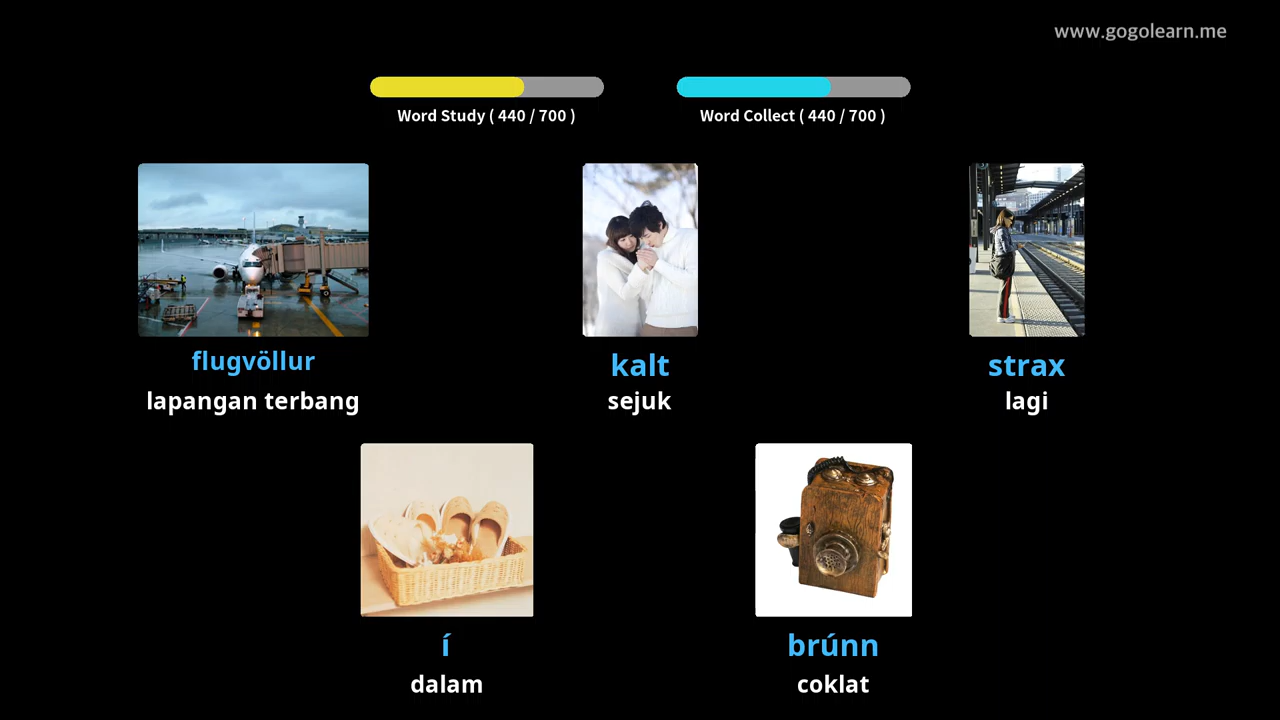 www.gogolearn.me
Word Study ( 440 / 700 )
Word Collect ( 440 / 700 )
flugvöllur
lapangan terbang
kalt
sejuk
strax
lagi
í
dalam
brúnn
coklat